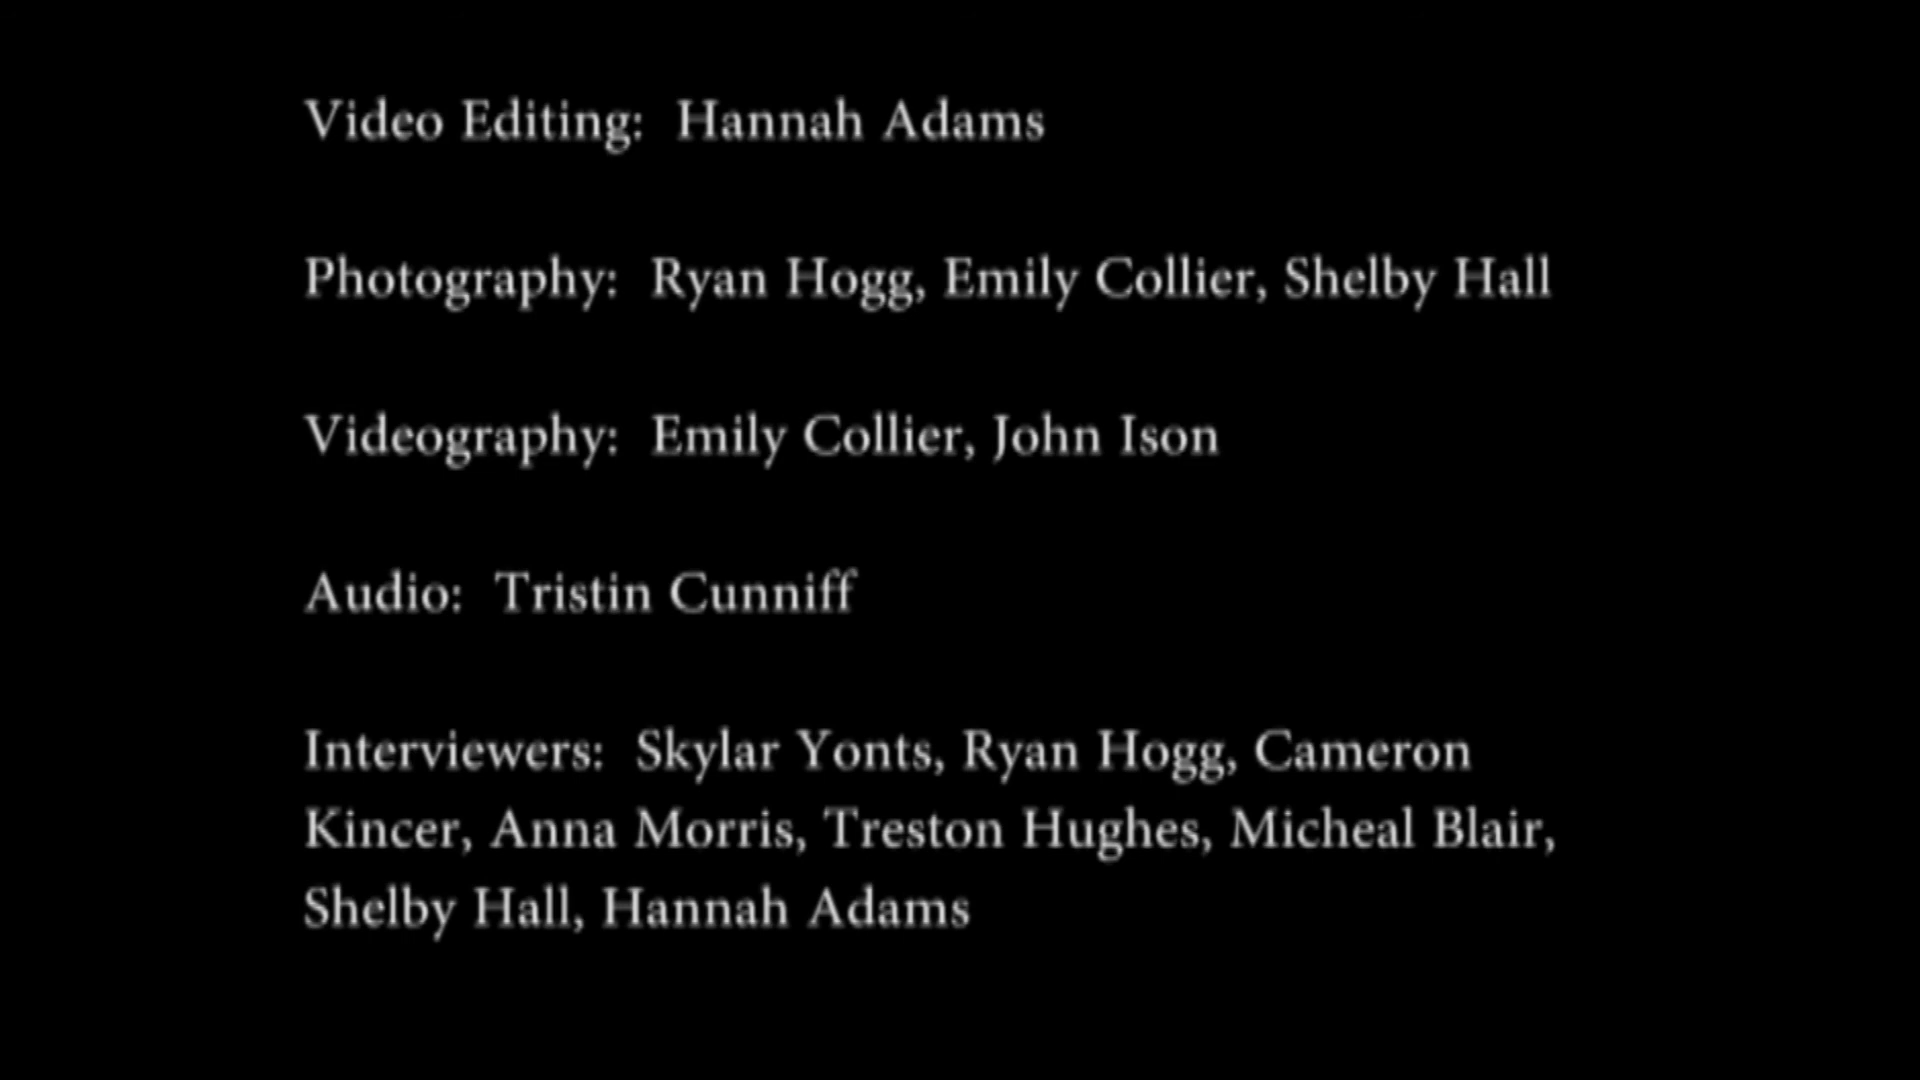 Video Editing:  Hannah Adams
Photography:  Ryan Hogg, Emily Collier, Shelby Hall
Videography:  Emily Collier, John Ison
Audio:  Tristin Cunniff
Interviewers:  Skylar Yonts, Ryan Hogg, Cameron
Kincer, Anna Morris, Treston Hughes, Micheal Blair,
Shelby Hall, Hannah Adams